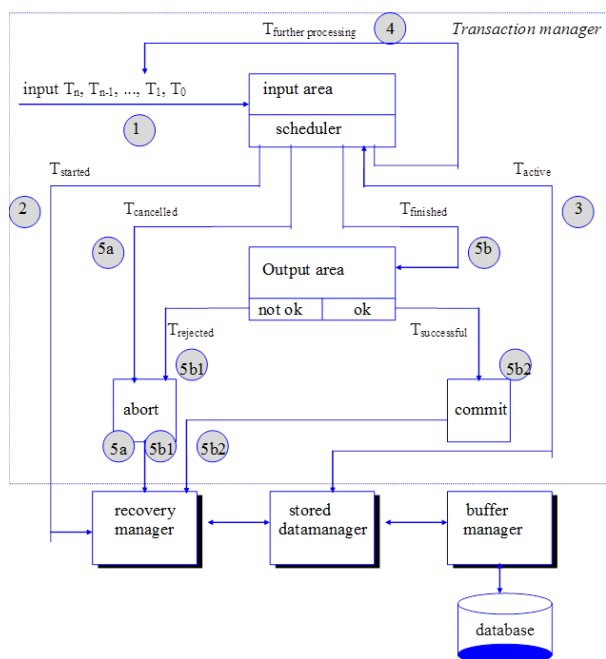 T further processing
4
Transaction manager
input Tn, Tn-1, ..., T1, T0
input area
1
scheduler
Tstarted
Tactive
2
Tcancelled
Tfinished
3
5a
5b
Output area
not ok
ok
Trejected
Tsuccessful
5b1
5b2
abort
commit
5a
5b1
5b2
recovery
manager
stored
datamanager
buffer
manager
database